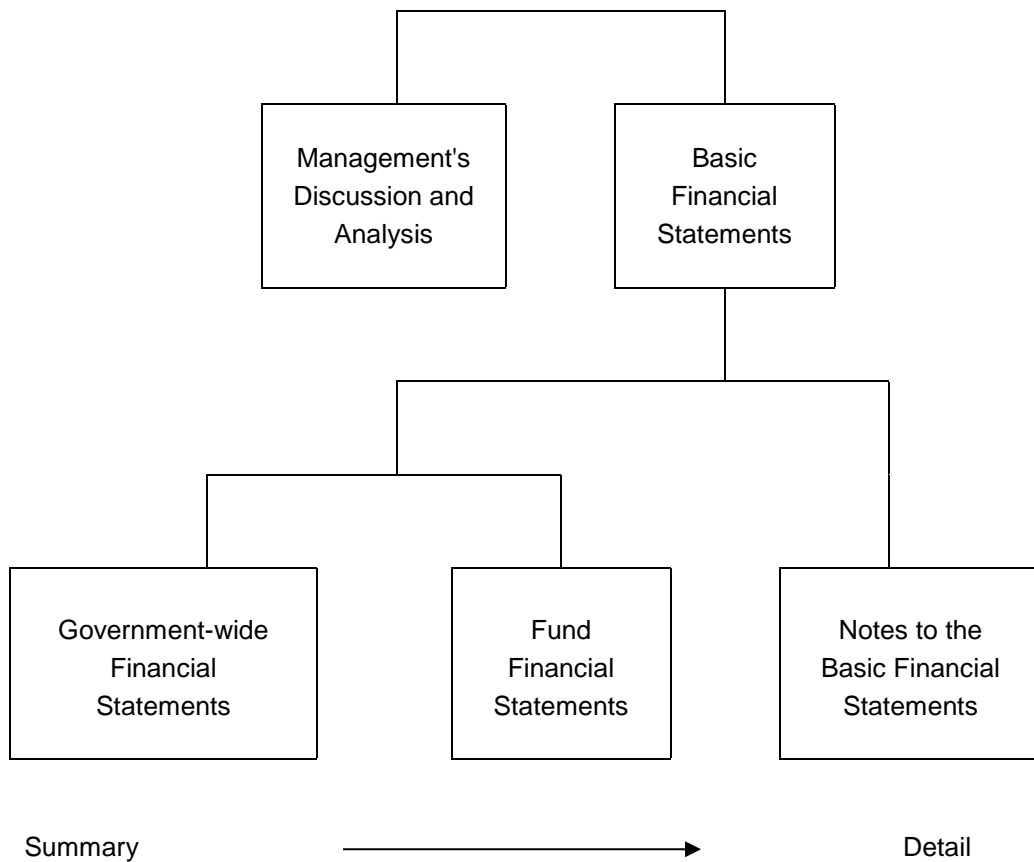 Management's
Discussion and
Analysis
Basic
Financial
Statements
Government-wide
Financial
Statements
Fund
Financial
Statements
Notes to the
Basic Financial
Statements
Summary
Detail